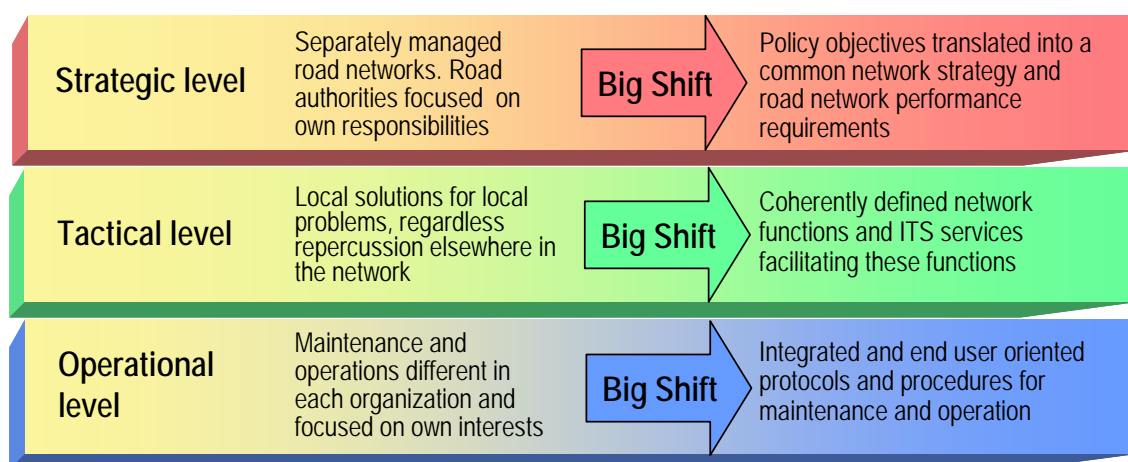 Strategic level
Separately managed
road networks. Road
authorities focused on
own responsibilities
Big Shift
Policy objectives translated into a
common network strategy and
road network performance
requirements
Tactical level
Local solutions for local
problems, regardless
repercussion elsewhere in
the network
Big Shift
Coherently defined network
functions and ITS services
facilitating these functions
Operational
level
Maintenance and
operations different in
each organization and
focused on own interests
Big Shift
Integrated and end user oriented
protocols and procedures for
maintenance and operation